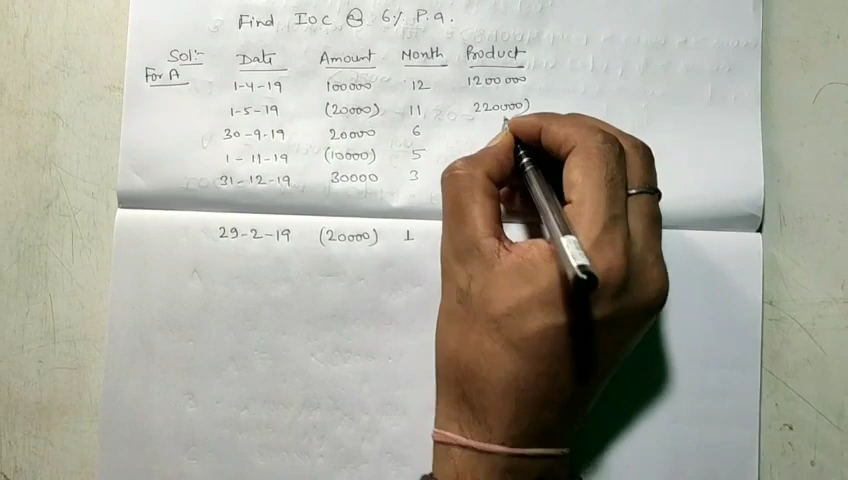 3 Find IOC @ 6% P.a.
Sol:- Date Amount Month Product
For A
1-4-19 100000 12 1200000
1-5-19 (20000) 11 220000)
30-9-19 20000 6
1-11-19 (10000) 5
31-12-19 30000 3
29-2-19 (20000) 1